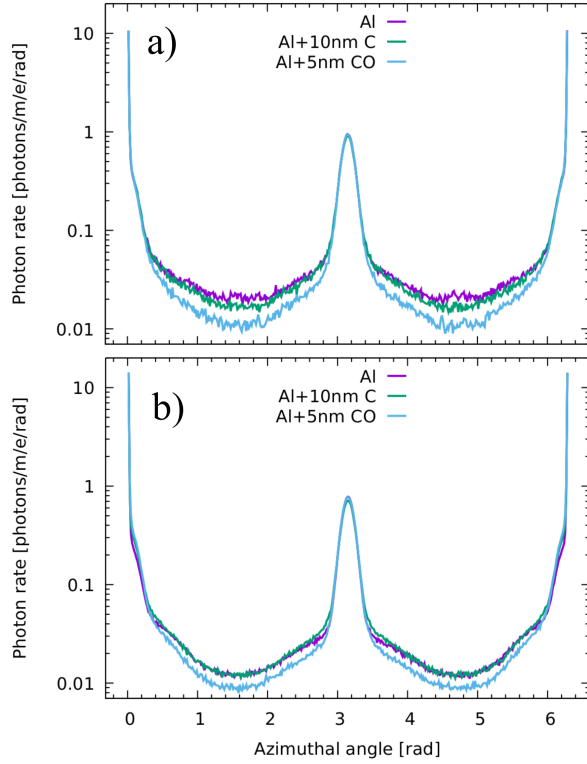 a)
Al
Al+10nm C
Al+5nm CO
Photon rate [photons/m/e/rad]
10
1
0.1
0.01
b)
Al
Al+10nm C
Al+5nm CO
Photon rate [photons/m/e/rad]
10
1
0.1
0.01
0 1 2 3 4 5 6
Azimuthal angle [rad]